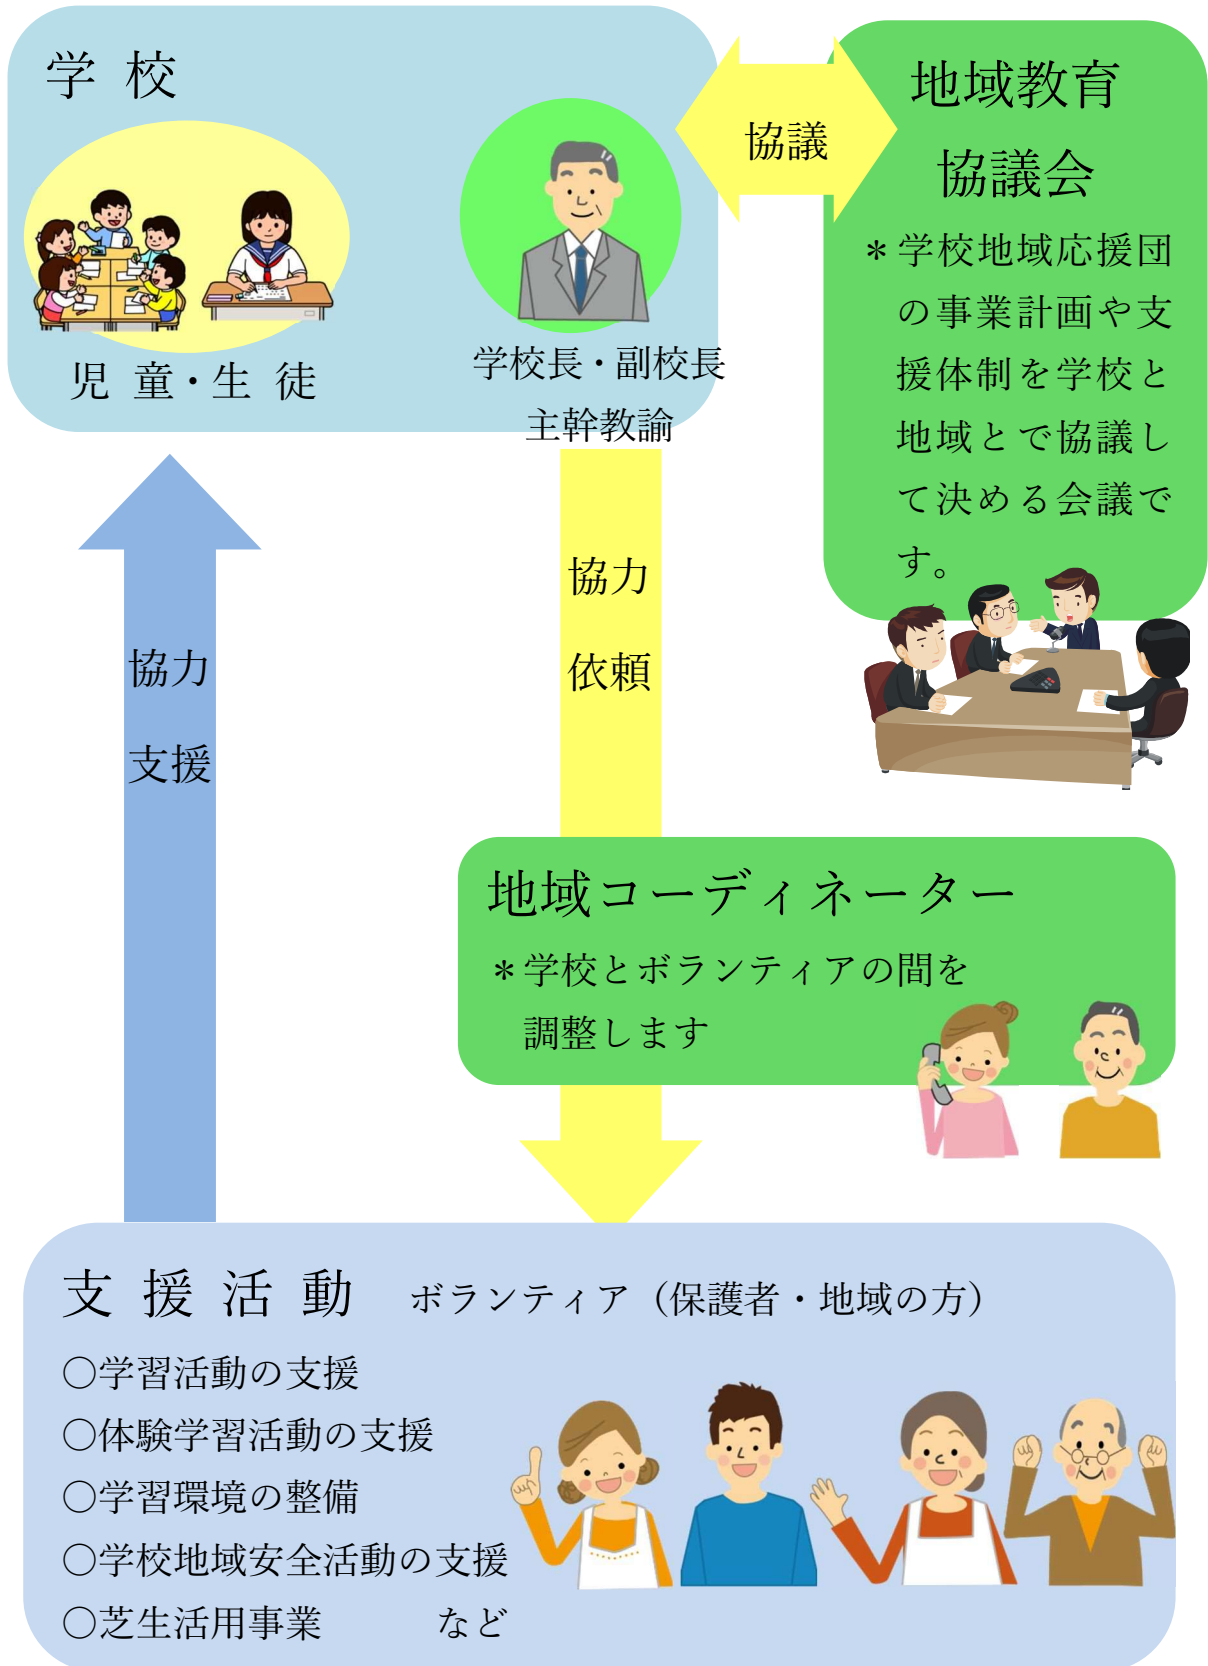 学 校
児 童・生 徒
学校長・副校長
主幹教諭
協議
地域教育
協議会
＊学校地域応援団
の事業計画や支
援体制を学校と
地域とで協議し
て決める会議で
す。
協力
支援
協力
依頼
地域コーディネーター
＊学校とボランティアの間を
調整します
支 援 活 動　ボランティア（保護者・地域の方）
○学習活動の支援
○体験学習活動の支援
○学習環境の整備
○学校地域安全活動の支援
○芝生活用事業　　　など